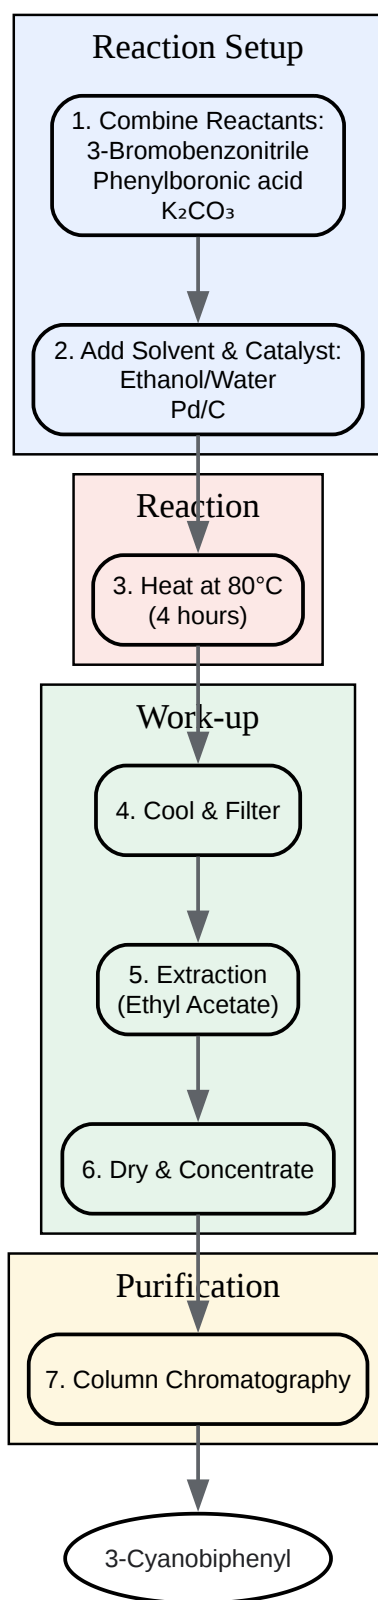 Reaction Setup
1. Combine Reactants:
3-Bromobenzonitrile
Phenylboronic acid
K₂CO₃
2. Add Solvent & Catalyst:
Ethanol/Water
Pd/C
Reaction
3. Heat at 80°C
(4 hours)
Work-up
4. Cool & Filter
5. Extraction
(Ethyl Acetate)
6. Dry & Concentrate
Purification
7. Column Chromatography
3-Cyanobiphenyl